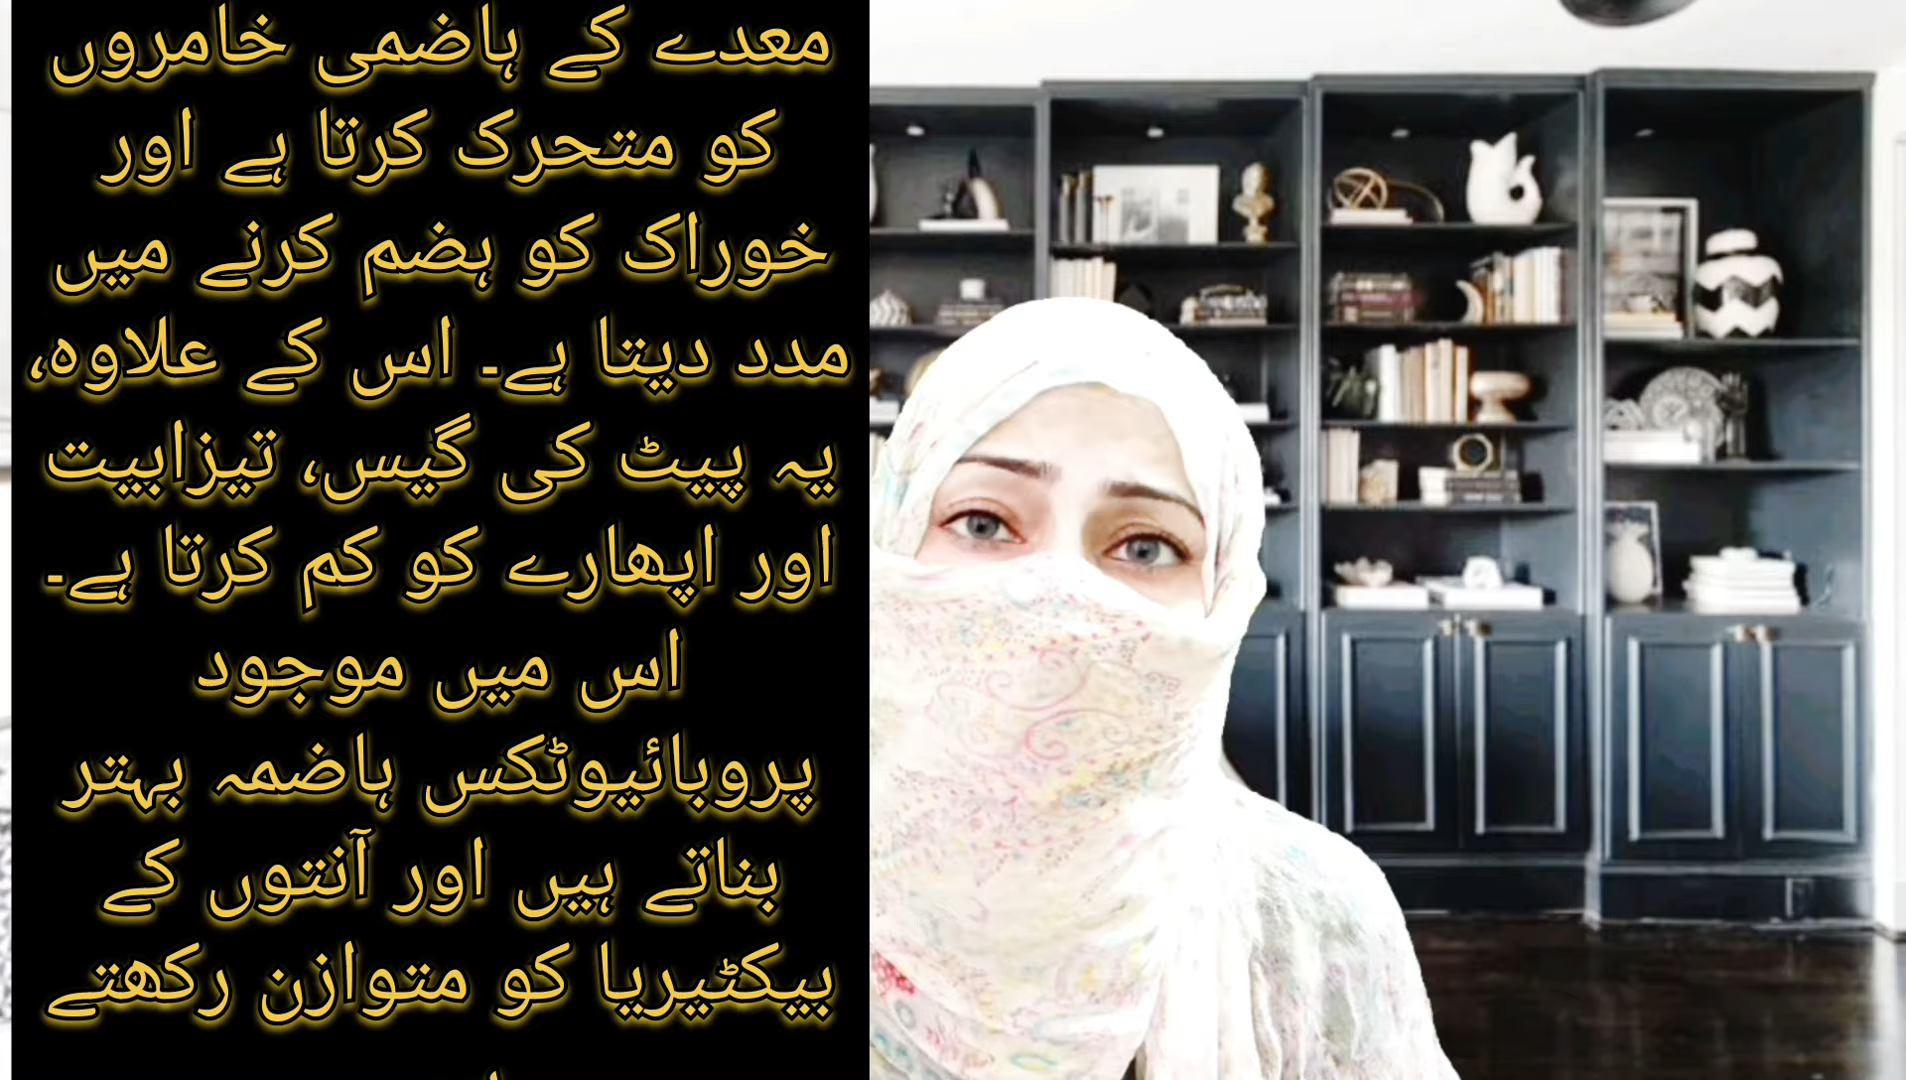 معدے کے ہاضمی خامروں
کو متحرک کرتا ہے اور
خوراک کو ہضم کرنے میں
مدد دیتا ہے۔ اس کے علاوہ،
یہ پیٹ کی گیس، تیزابیت
اور اپھارے کو کم کرتا ہے۔
اس میں موجود
پروبائیوٹکس ہاضمہ بہتر
بناتے ہیں اور آنتوں کے
بیکٹیریا کو متوازن رکھتے